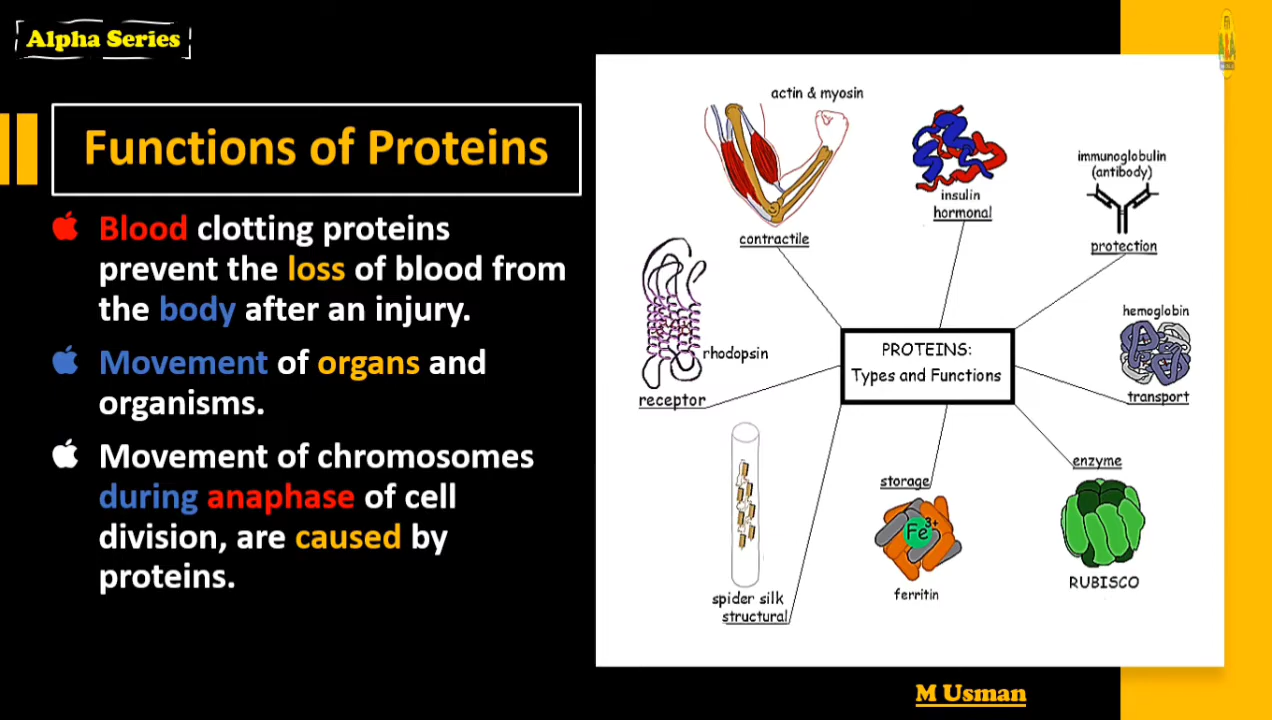 Alpha Series
Functions of Proteins
Blood clotting proteins
prevent the loss of blood from
the body after an injury.
Movement of organs and
organisms.
Movement of chromosomes
during anaphase of cell
division, are caused by
proteins.
actin & myosin
contractile
insulin
hormonal
immunoglobulin
(antibody)
protection
rhodopsin
receptor
PROTEINS:
Types and Functions
hemoglobin
transport
spider silk
structural
storage
Fe3+
ferritin
enzyme
RUBISCO
M Usman